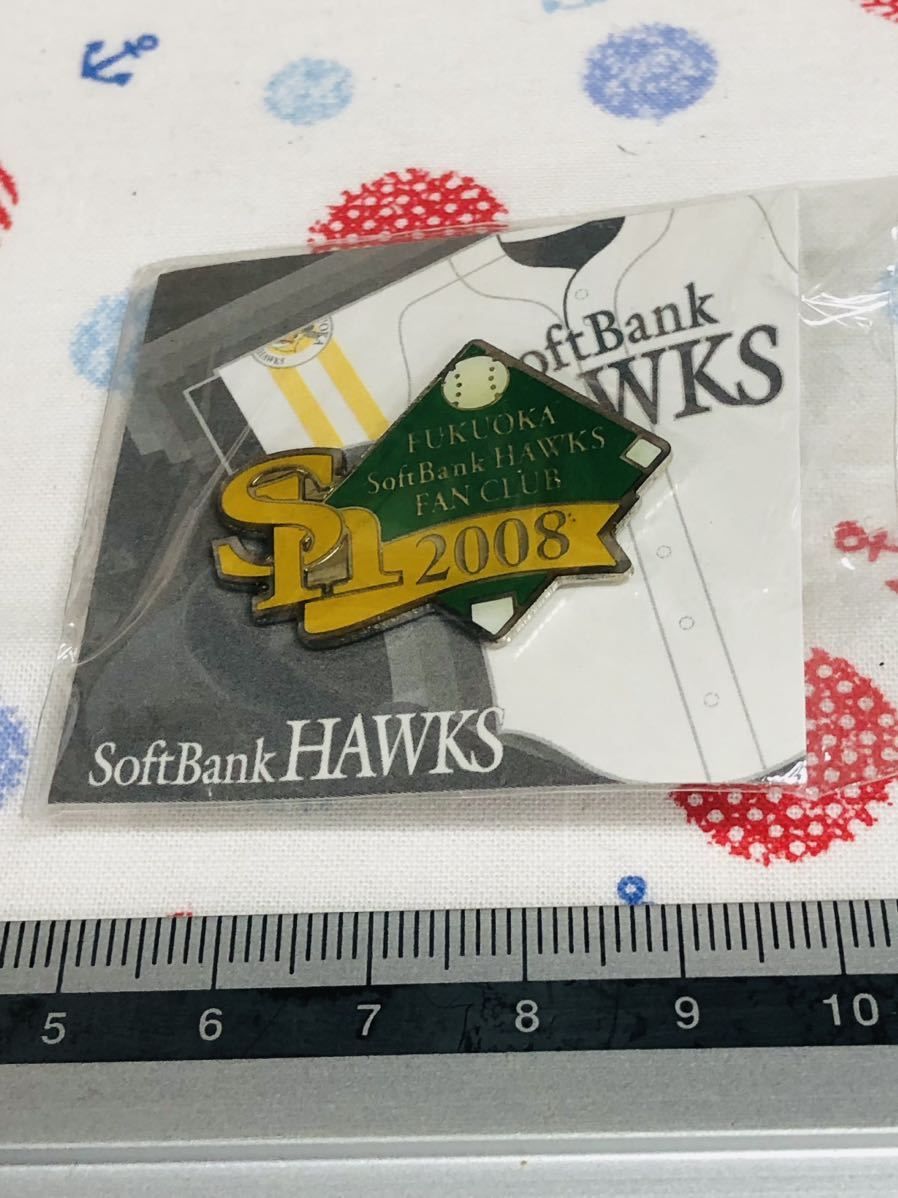 SoftBank
HAWKS
FUKUOKA
SoftBank HAWKS
FAN CLUB
Sh
2008
SoftBank HAWKS
5 6 7 8 9 10